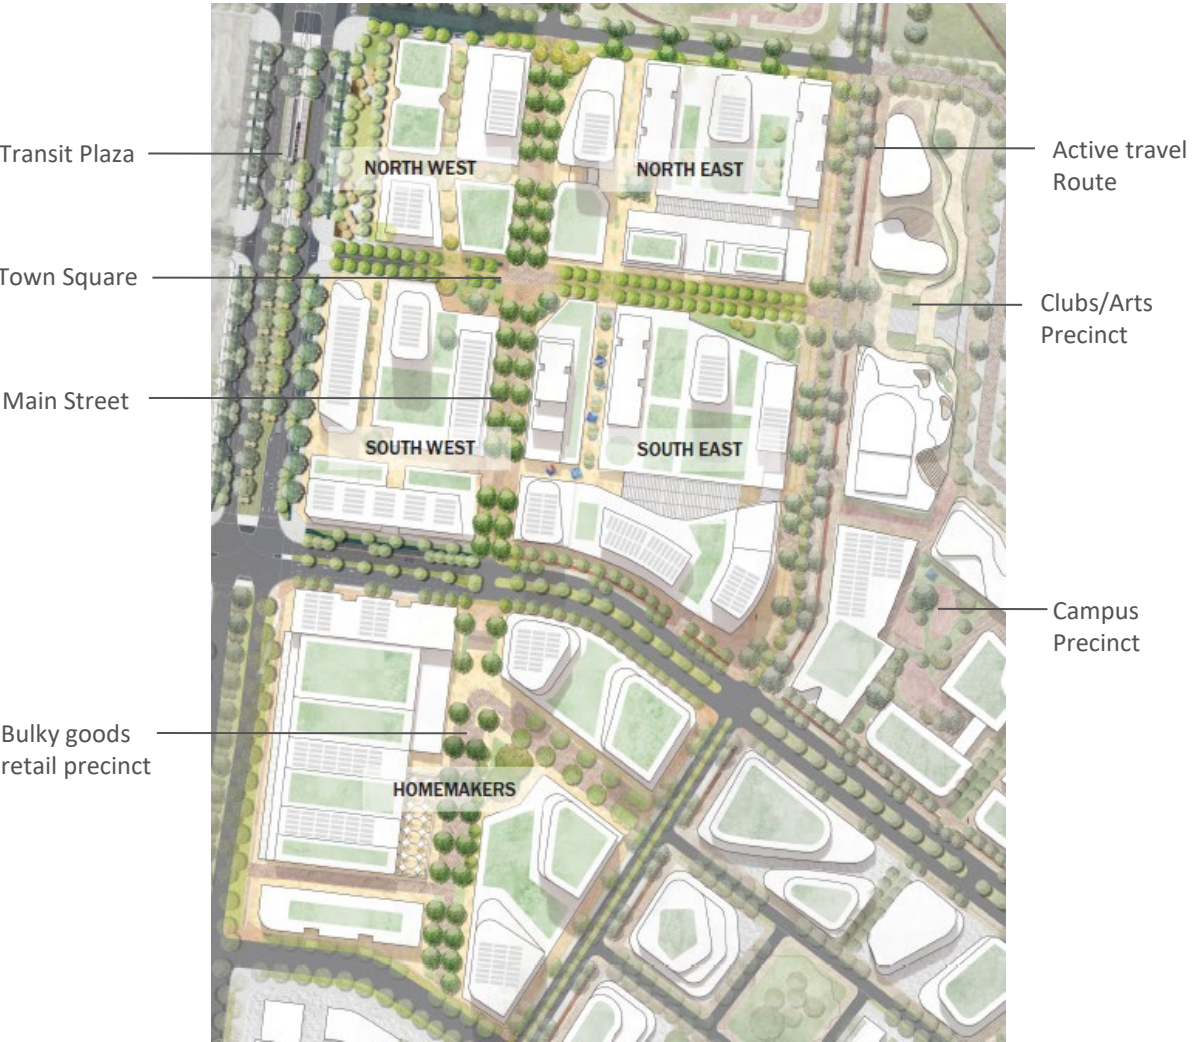 Transit Plaza
NORTH WEST
NORTH EAST
Active travel
Route
Town Square
Clubs/Arts
Precinct
Main Street
SOUTH WEST
SOUTH EAST
Campus
Precinct
Bulky goods
retail precinct
HOMEMAKERS